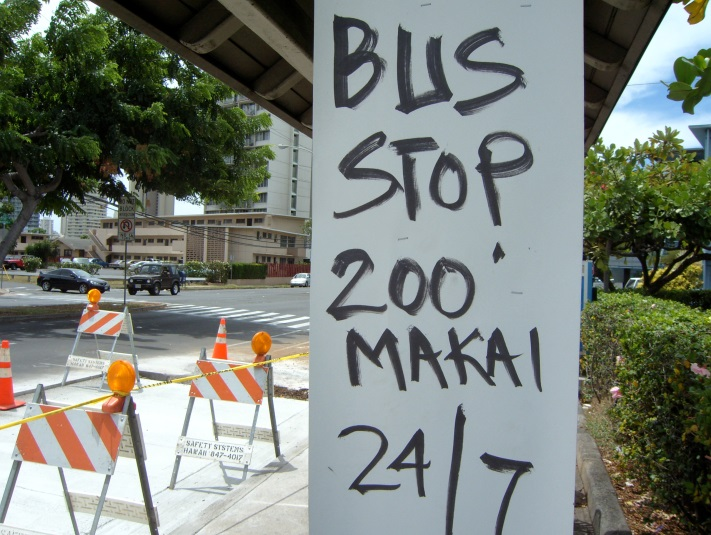 BUS
STOP
200'
MAKAI
24/7
SAFETY SYSTEMS
HAWAII 847-4017